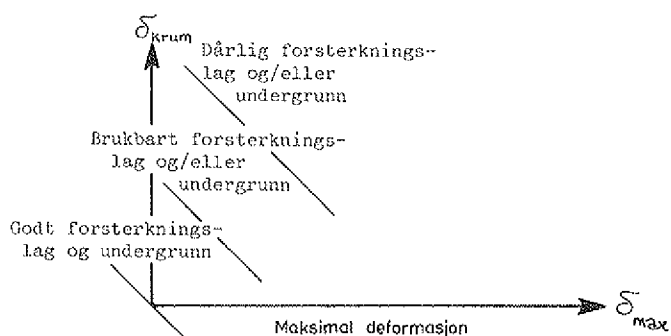 δkrum
Dårlig forsterknings-
lag og/eller
undergrunn
Brukbart forsterknings-
lag og/eller
undergrunn
Godt forsterknings-
lag og undergrunn
δmax
Maksimal deformasjon